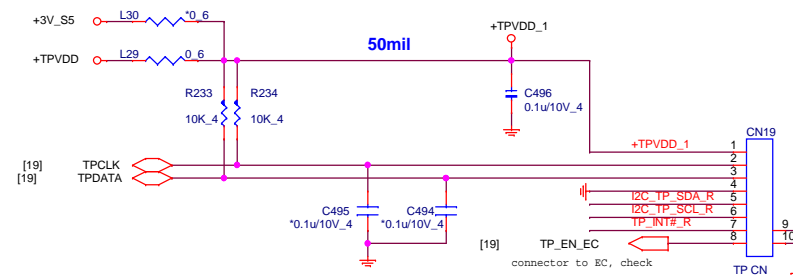 +3V_S5 L30 *0_6
+TPVDD L29 0_6
50mil
+TPVDD_1
R233 R234
10K_4 10K_4
C496
0.1u/10V_4
CN19
+TPVDD_1 1
[19] TPCLK 2
[19] TPDATA 3
4
I2C_TP_SDA_R 5
I2C_TP_SCL_R 6
TP_INT#_R 7
C495 C494
*0.1u/10V_4 *0.1u/10V_4
[19] TP_EN_EC 8
9
10
connector to EC, check
TP CN